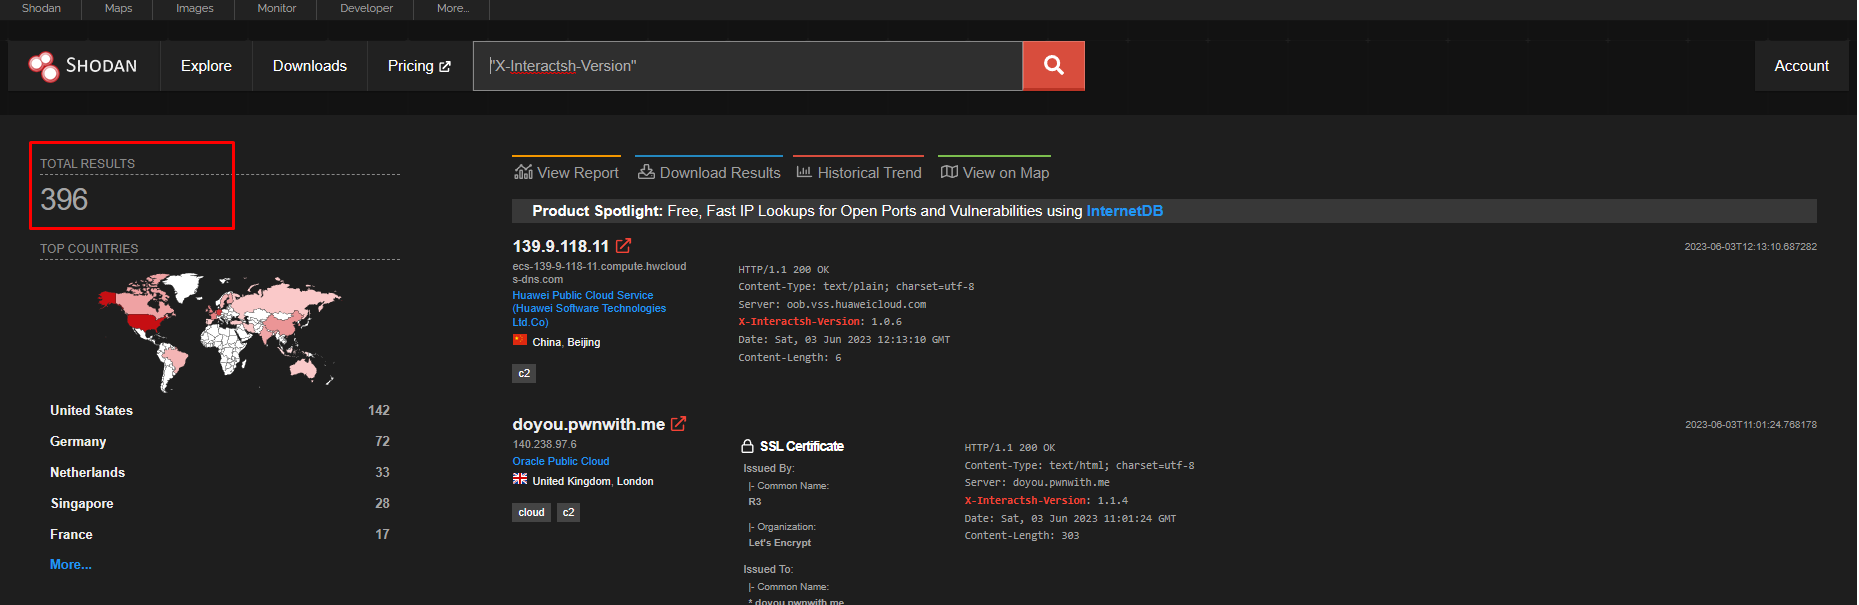 Shodan
Maps
Images
Monitor
Developer
More...
SHODAN
Explore
Downloads
Pricing
"X-Interactsh-Version"
Account
TOTAL RESULTS
396
TOP COUNTRIES
United States 142
Germany 72
Netherlands 33
Singapore 28
France 17
More...
View Report
Download Results
Historical Trend
View on Map
Product Spotlight: Free, Fast IP Lookups for Open Ports and Vulnerabilities using InternetDB
139.9.118.11
2023-06-03T12:13:10.687282
ecs-139-9-118-11.compute.hwcloud
s-dns.com
Huawei Public Cloud Service
(Huawei Software Technologies
Ltd.Co)
China, Beijing
c2
HTTP/1.1 200 OK
Content-Type: text/plain; charset=utf-8
Server: oob.vss.huaweicloud.com
X-Interactsh-Version: 1.0.6
Date: Sat, 03 Jun 2023 12:13:10 GMT
Content-Length: 6
doyou.pwnwith.me
2023-06-03T11:01:24.768178
140.238.97.6
Oracle Public Cloud
United Kingdom, London
cloud
c2
SSL Certificate
Issued By:
|- Common Name:
R3
|- Organization:
Let's Encrypt
Issued To:
|- Common Name:
*.doyou.pwnwith.me
HTTP/1.1 200 OK
Content-Type: text/html; charset=utf-8
Server: doyou.pwnwith.me
X-Interactsh-Version: 1.1.4
Date: Sat, 03 Jun 2023 11:01:24 GMT
Content-Length: 303